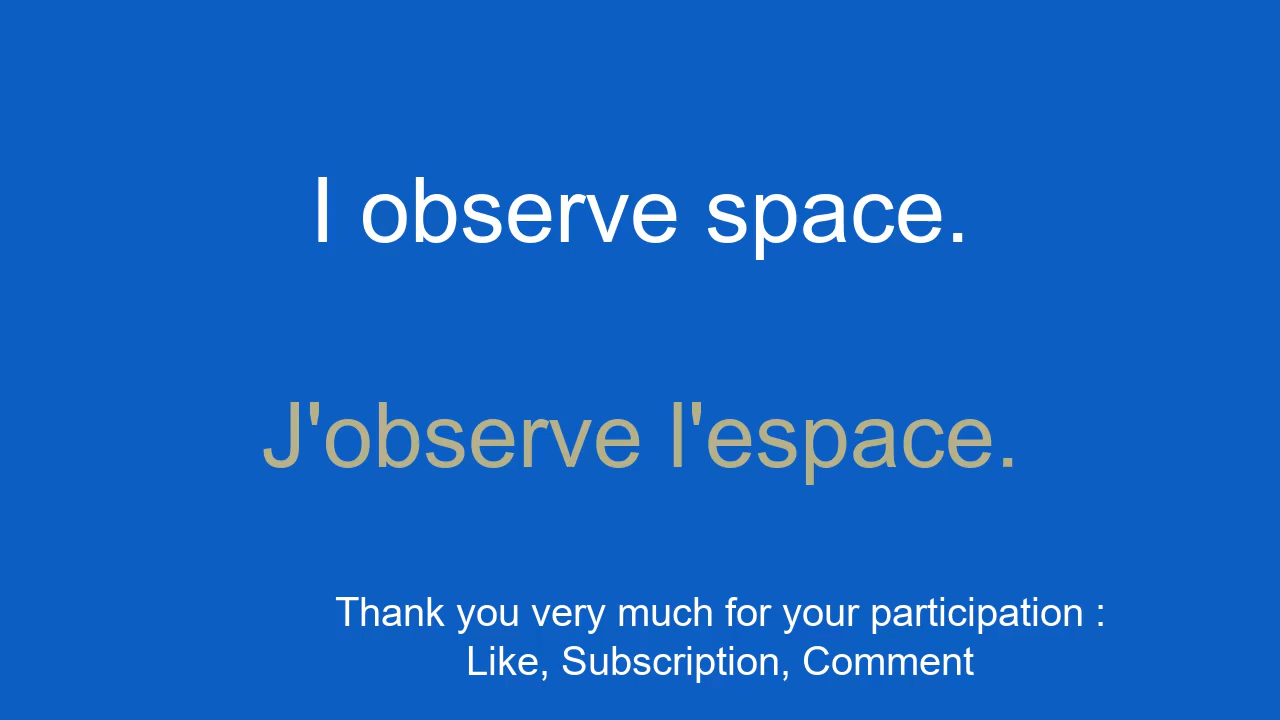 I observe space.
J'observe l'espace.
Thank you very much for your participation :
Like, Subscription, Comment